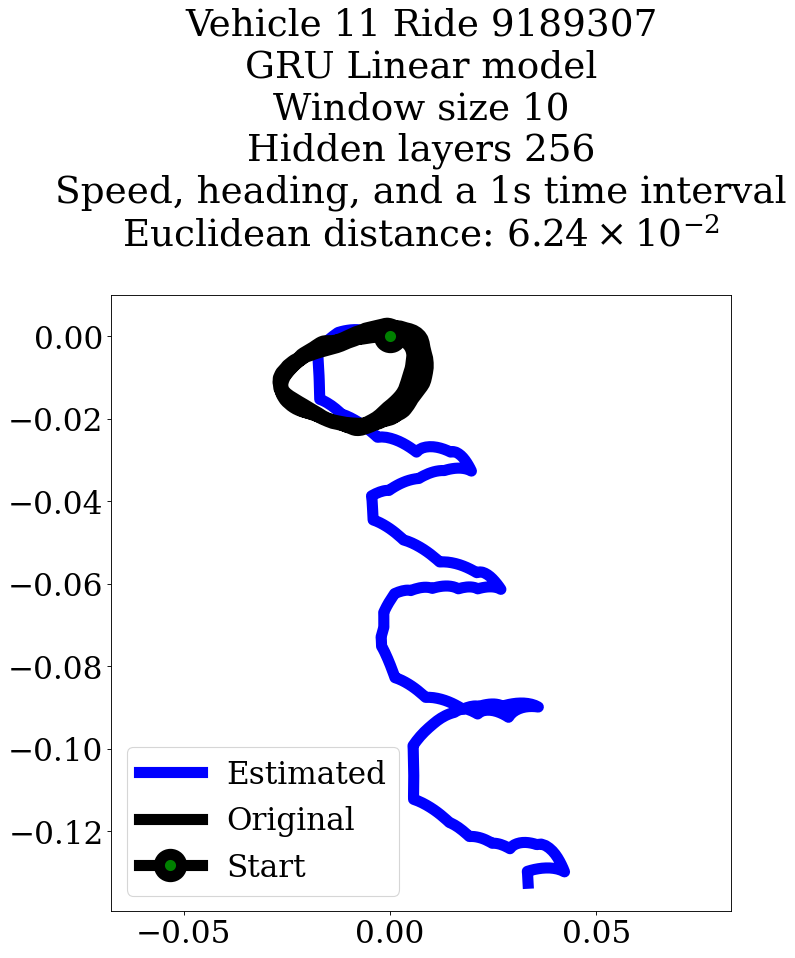 Vehicle 11 Ride 9189307
GRU Linear model
Window size 10
Hidden layers 256
Speed, heading, and a 1s time interval
Euclidean distance: 6.24 × 10⁻²
0.00
−0.02
−0.04
−0.06
−0.08
−0.10
−0.12
Estimated
Original
Start
−0.05 0.00 0.05